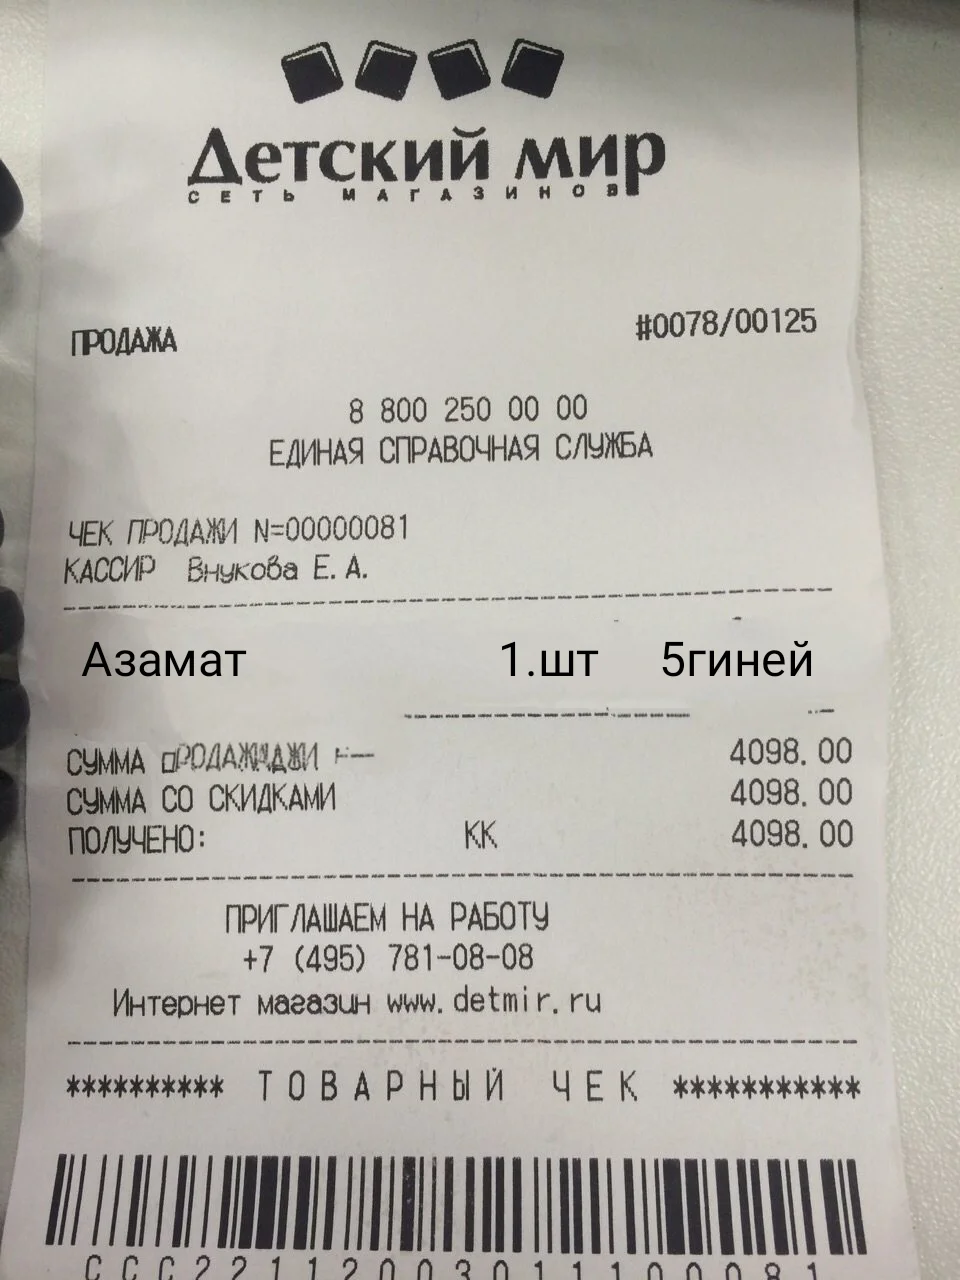 Детский мир
СЕТЬ МАГАЗИНОВ
ПРОДАЖА #0078/00125
8 800 250 00 00
ЕДИНАЯ СПРАВОЧНАЯ СЛУЖБА
ЧЕК ПРОДАЖИ N=00000081
КАССИР Внукова Е. А.
Азамат 1.шт 5гиней
СУММА 4098.00
СУММА СО СКИДКАМИ 4098.00
ПОЛУЧЕНО: КК 4098.00
ПРИГЛАШАЕМ НА РАБОТУ
+7 (495) 781-08-08
Интернет магазин www.detmir.ru
********** ТОВАРНЫЙ ЧЕК ***********